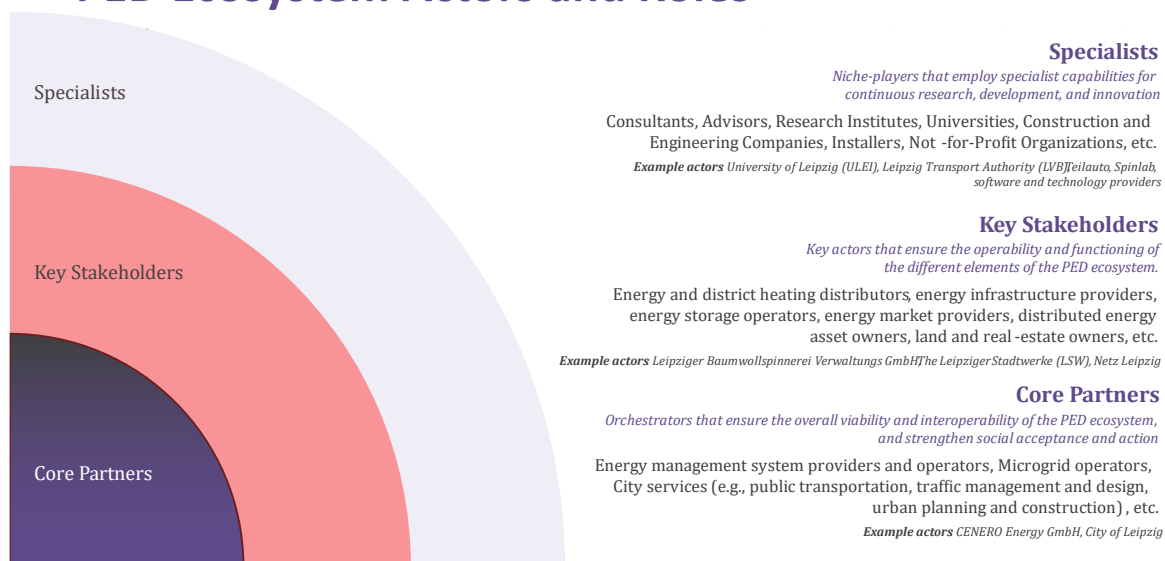 PED Ecosystem Actors and Roles
Specialists
Key Stakeholders
Core Partners
Specialists
Niche-players that employ specialist capabilities for
continuous research, development, and innovation
Consultants, Advisors, Research Institutes, Universities, Construction and
Engineering Companies, Installers, Not -for-Profit Organizations, etc.
Example actors University of Leipzig (ULEI), Leipzig Transport Authority (LVB)Teilauto, Spinlab,
software and technology providers
Key Stakeholders
Key actors that ensure the operability and functioning of
the different elements of the PED ecosystem.
Energy and district heating distributors, energy infrastructure providers,
energy storage operators, energy market providers, distributed energy
asset owners, land and real -estate owners, etc.
Example actors Leipziger Baumwollspinnerei Verwaltungs GmbH,The LeipzigerStadtwerke (LSW), Netz Leipzig
Core Partners
Orchestrators that ensure the overall viability and interoperability of the PED ecosystem,
and strengthen social acceptance and action
Energy management system providers and operators, Microgrid operators,
City services (e.g., public transportation, traffic management and design,
urban planning and construction) , etc.
Example actors CENERO Energy GmbH, City of Leipzig